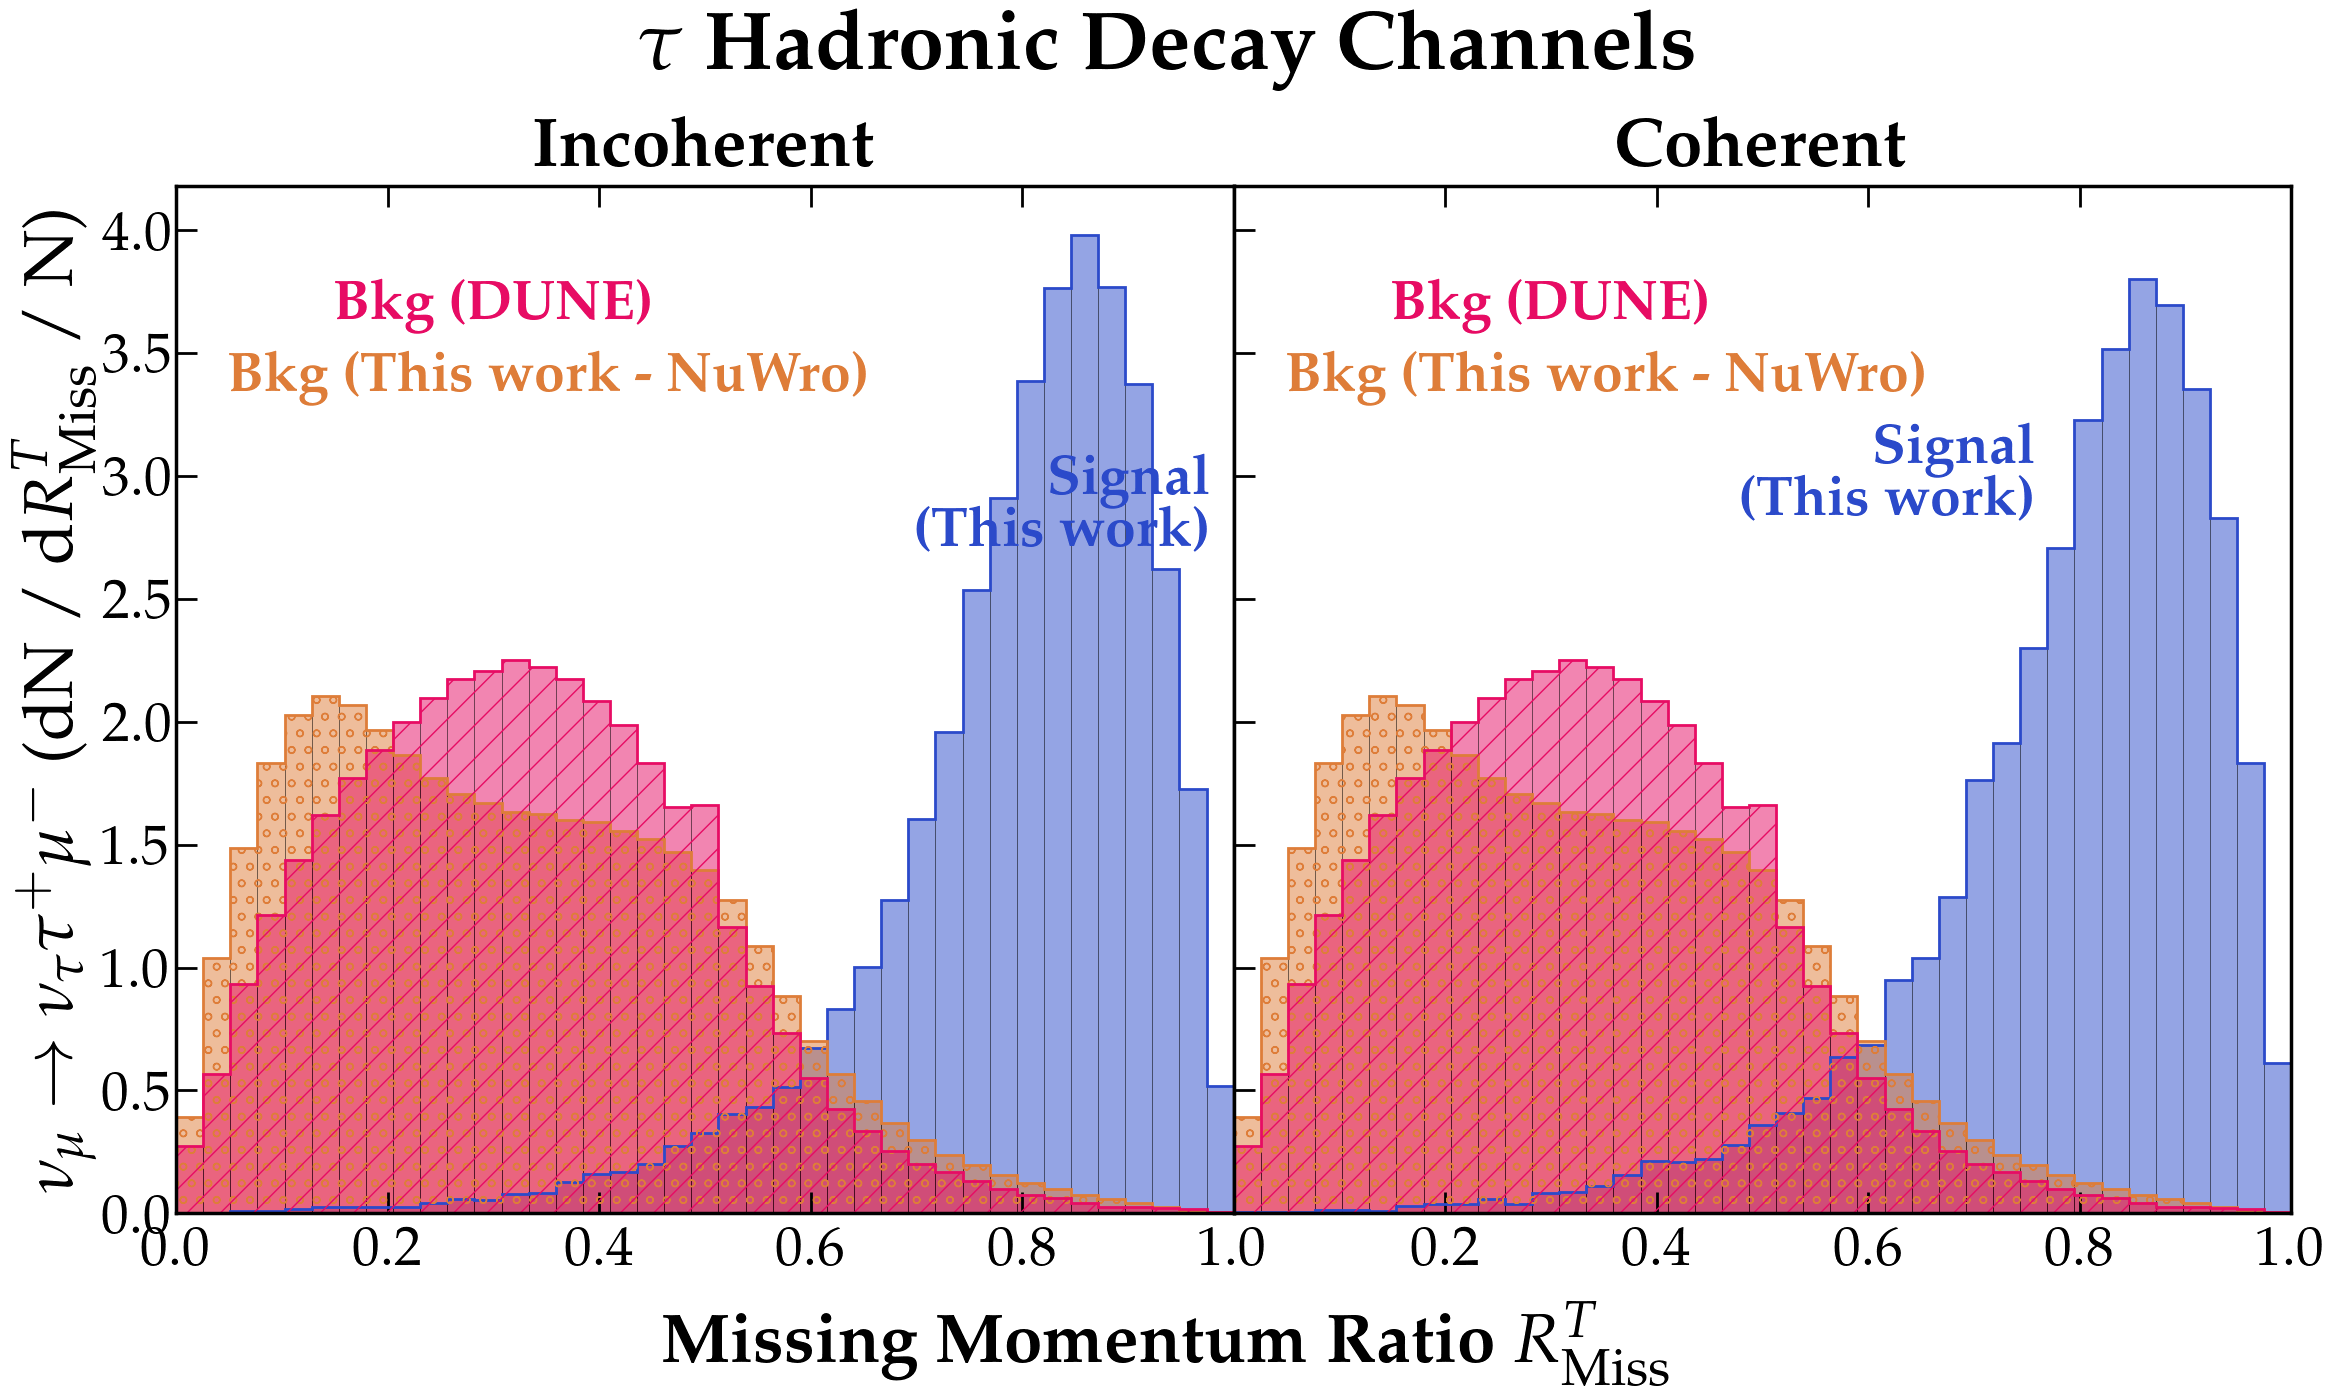 τ Hadronic Decay Channels
Incoherent
Coherent
ν_μ → ν_τ τ⁺ μ⁻ (dN / dR^T_Miss / N)
4.0
3.5
3.0
2.5
2.0
1.5
1.0
0.5
0.0
Bkg (DUNE)
Bkg (This work - NuWro)
Signal
(This work)
Bkg (DUNE)
Bkg (This work - NuWro)
Signal
(This work)
0.0 0.2 0.4 0.6 0.8 1.0 0.2 0.4 0.6 0.8 1.0
Missing Momentum Ratio R^T_Miss